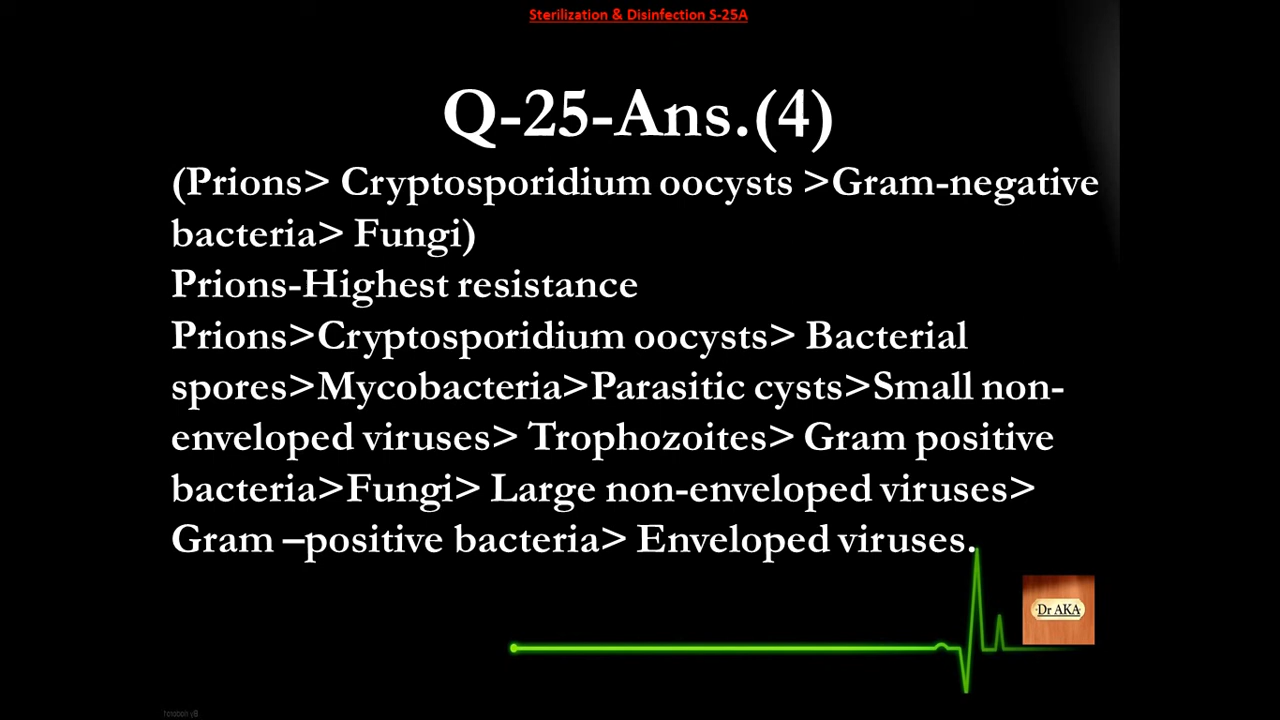 Sterilization & Disinfection S-25A
Q-25-Ans.(4)
(Prions> Cryptosporidium oocysts >Gram-negative
bacteria> Fungi)
Prions-Highest resistance
Prions>Cryptosporidium oocysts> Bacterial
spores>Mycobacteria>Parasitic cysts>Small non-
enveloped viruses> Trophozoites> Gram positive
bacteria>Fungi> Large non-enveloped viruses>
Gram –positive bacteria> Enveloped viruses.
Dr AKA